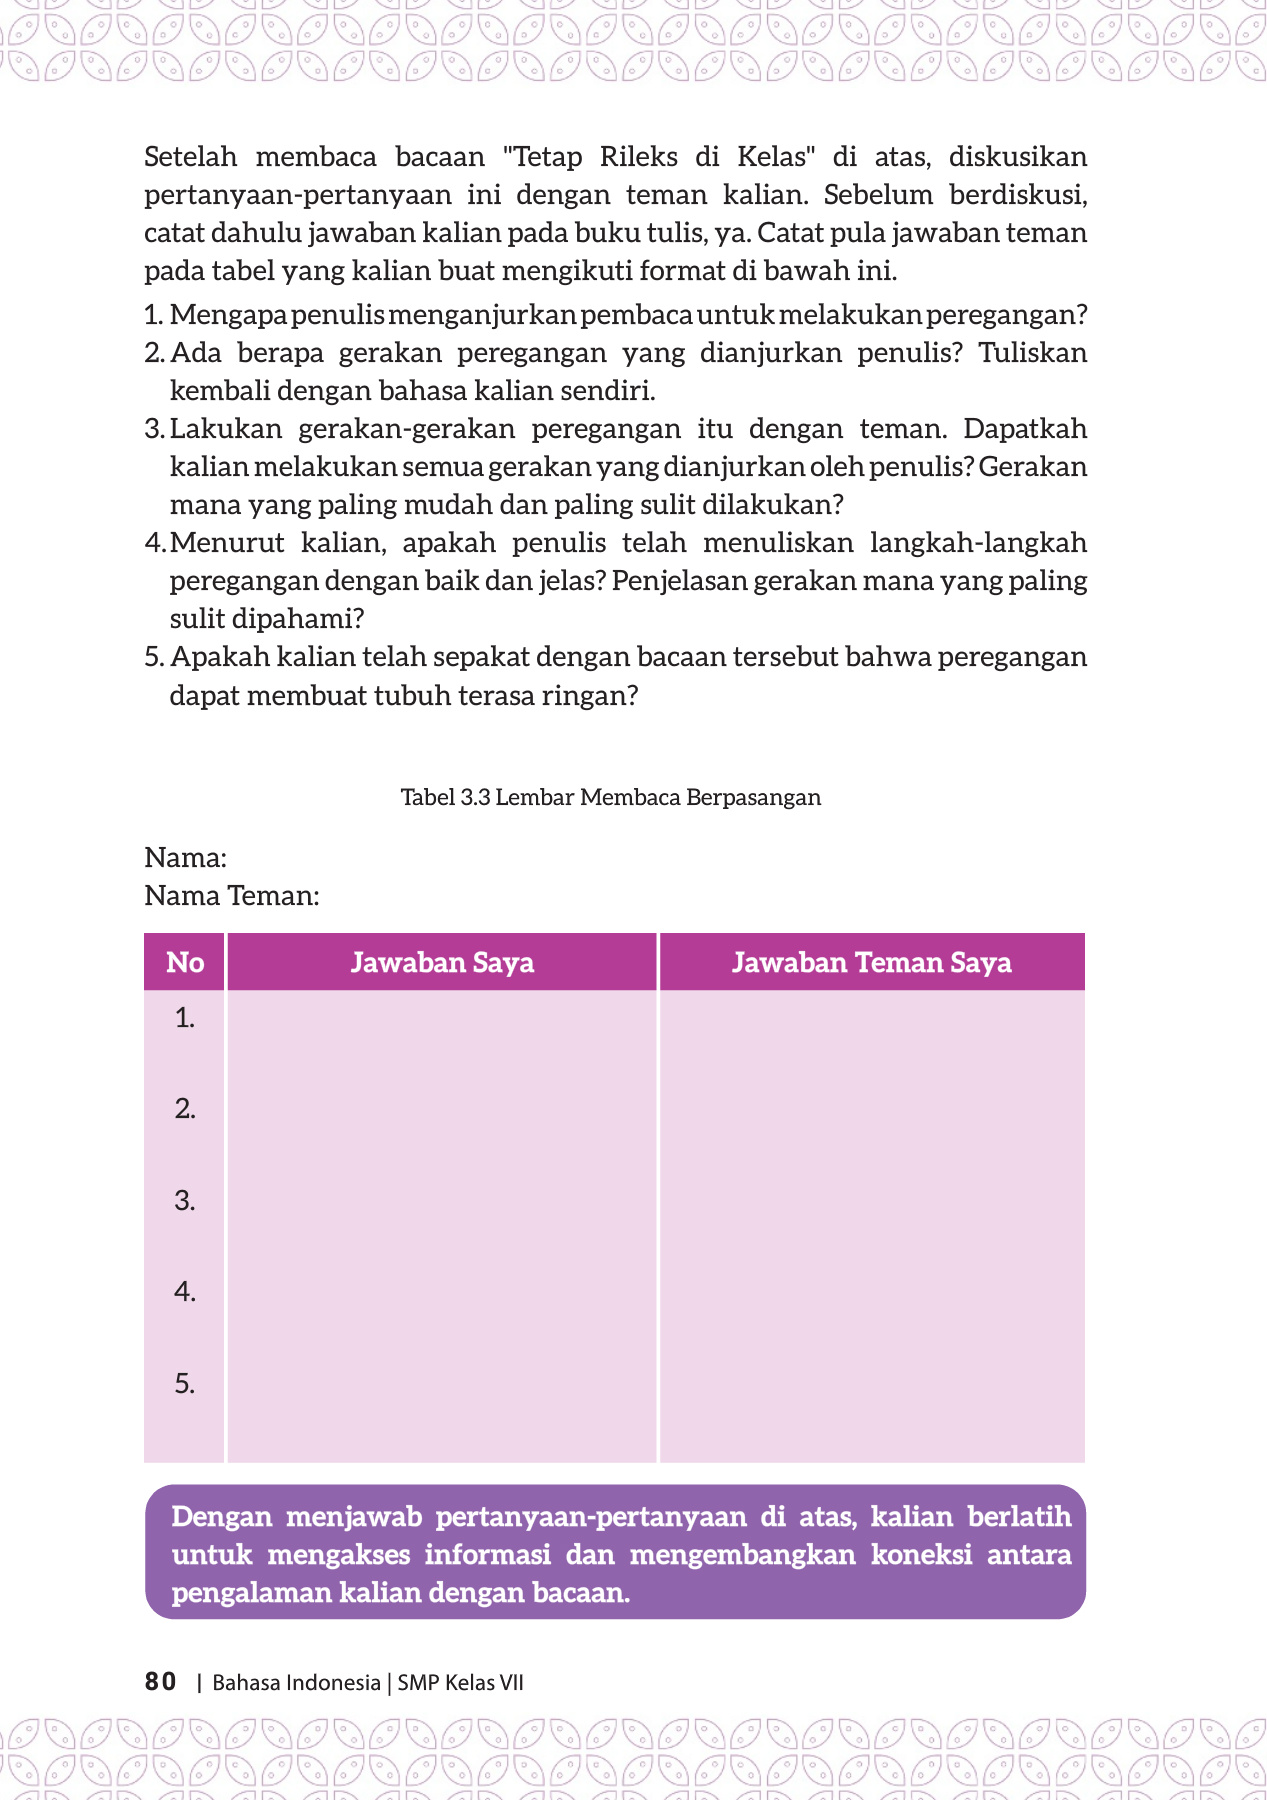 Setelah membaca bacaan "Tetap Rileks di Kelas" di atas, diskusikan
pertanyaan-pertanyaan ini dengan teman kalian. Sebelum berdiskusi,
catat dahulu jawaban kalian pada buku tulis, ya. Catat pula jawaban teman
pada tabel yang kalian buat mengikuti format di bawah ini.
1. Mengapa penulis menganjurkan pembaca untuk melakukan peregangan?
2. Ada berapa gerakan peregangan yang dianjurkan penulis? Tuliskan
kembali dengan bahasa kalian sendiri.
3. Lakukan gerakan-gerakan peregangan itu dengan teman. Dapatkah
kalian melakukan semua gerakan yang dianjurkan oleh penulis? Gerakan
mana yang paling mudah dan paling sulit dilakukan?
4. Menurut kalian, apakah penulis telah menuliskan langkah-langkah
peregangan dengan baik dan jelas? Penjelasan gerakan mana yang paling
sulit dipahami?
5. Apakah kalian telah sepakat dengan bacaan tersebut bahwa peregangan
dapat membuat tubuh terasa ringan?
Tabel 3.3 Lembar Membaca Berpasangan
Nama:
Nama Teman:
No Jawaban Saya Jawaban Teman Saya
1.
2.
3.
4.
5.
Dengan menjawab pertanyaan-pertanyaan di atas, kalian berlatih
untuk mengakses informasi dan mengembangkan koneksi antara
pengalaman kalian dengan bacaan.
80 | Bahasa Indonesia | SMP Kelas VII